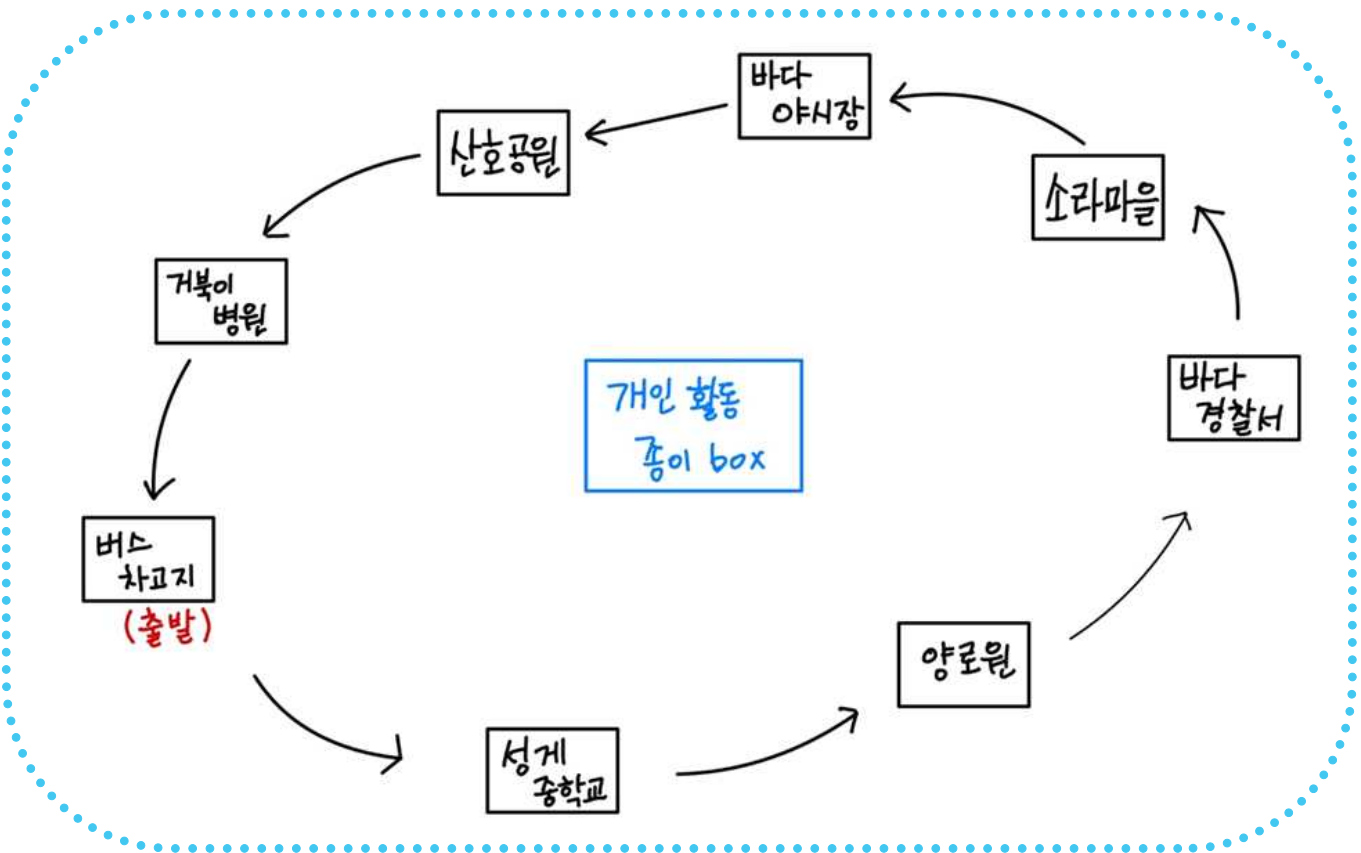 바다
야시장
산호공원
소라마을
거북이
병원
바다
경찰서
개인 활동
종이 box
버스
차고지
(출발)
양로원
성게
중학교